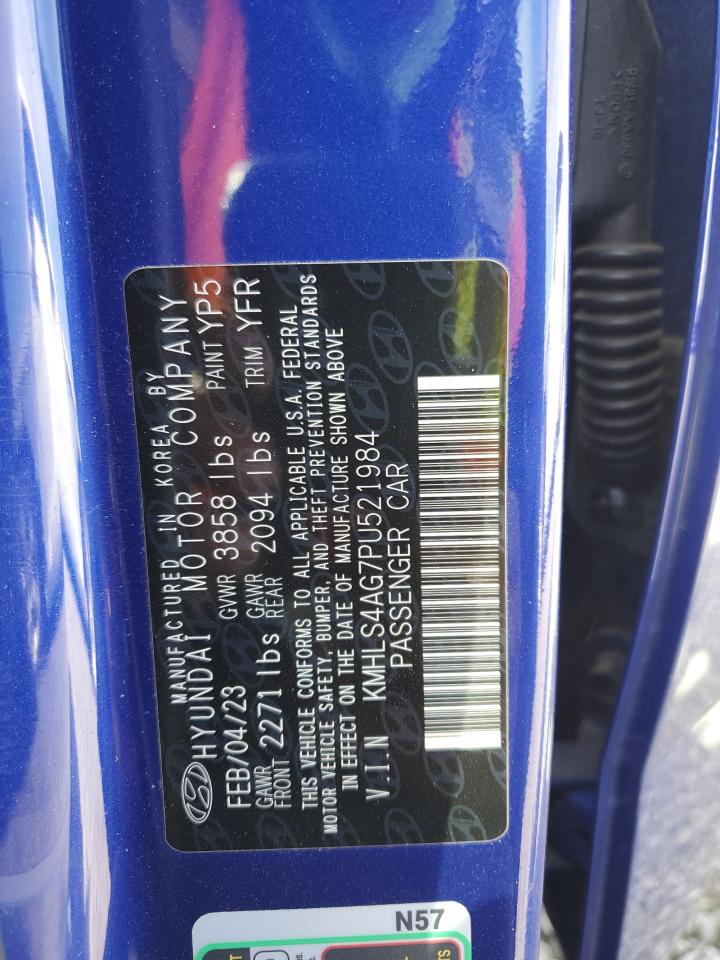 MANUFACTURED IN KOREA BY
HYUNDAI MOTOR COMPANY
FEB/04/23 GVWR 3858 lbs PAINT YP5
GAWR FRONT 2271 lbs GAWR REAR 2094 lbs TRIM YFR
THIS VEHICLE CONFORMS TO ALL APPLICABLE U.S.A. FEDERAL
MOTOR VEHICLE SAFETY, BUMPER, AND THEFT PREVENTION STANDARDS
IN EFFECT ON THE DATE OF MANUFACTURE SHOWN ABOVE
V.I.N KMHLS4AG7PU521984
PASSENGER CAR
N57